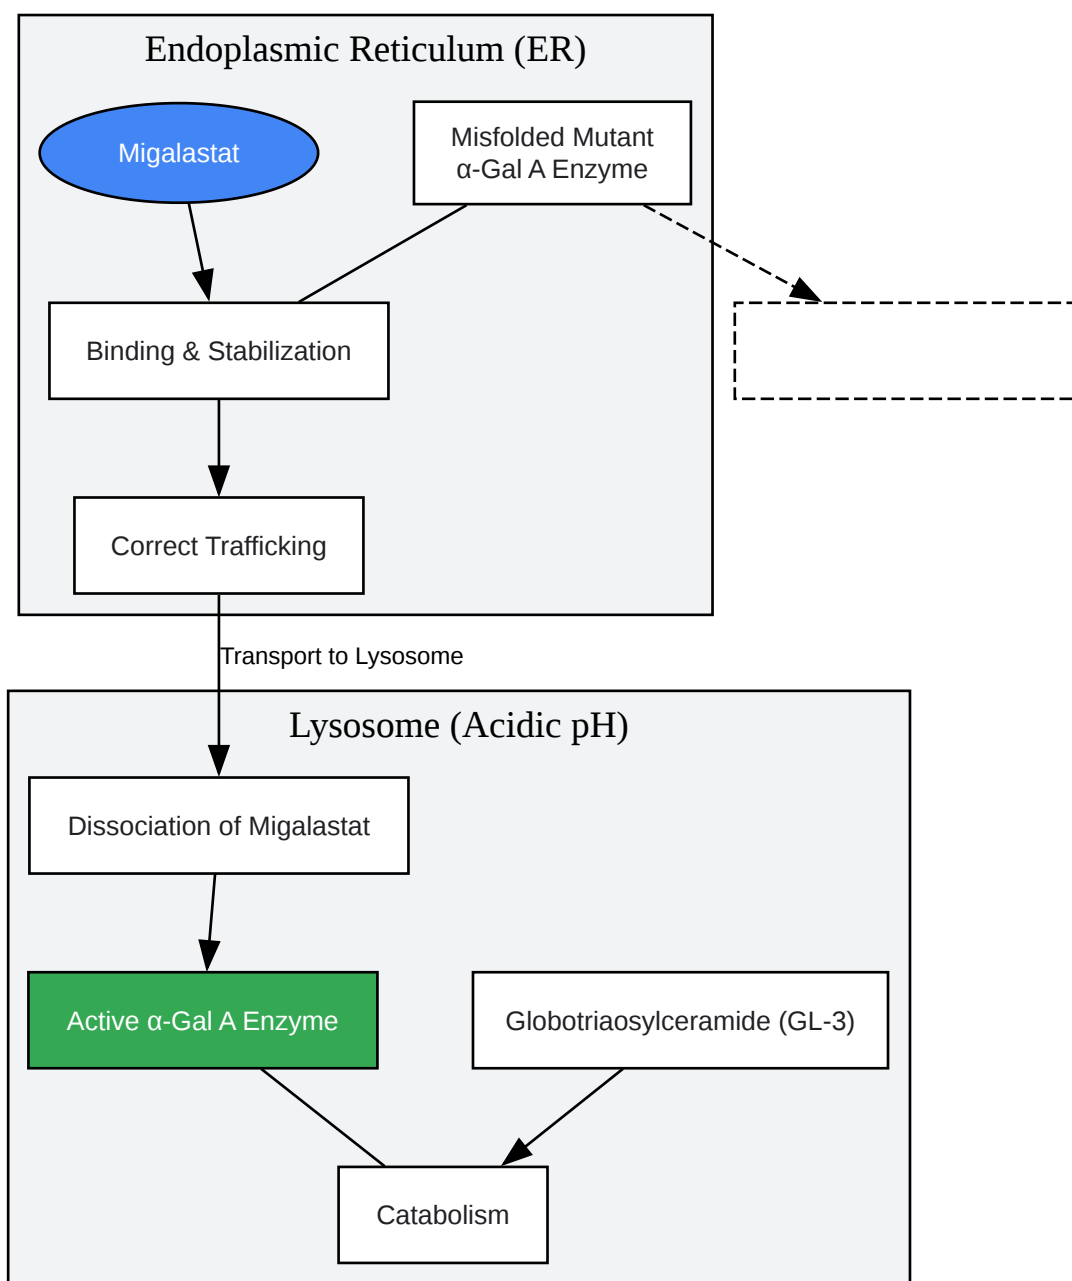 Endoplasmic Reticulum (ER)
Migalastat
Misfolded Mutant
α-Gal A Enzyme
Binding & Stabilization
Correct Trafficking
Transport to Lysosome
Lysosome (Acidic pH)
Dissociation of Migalastat
Active α-Gal A Enzyme
Globotriaosylceramide (GL-3)
Catabolism